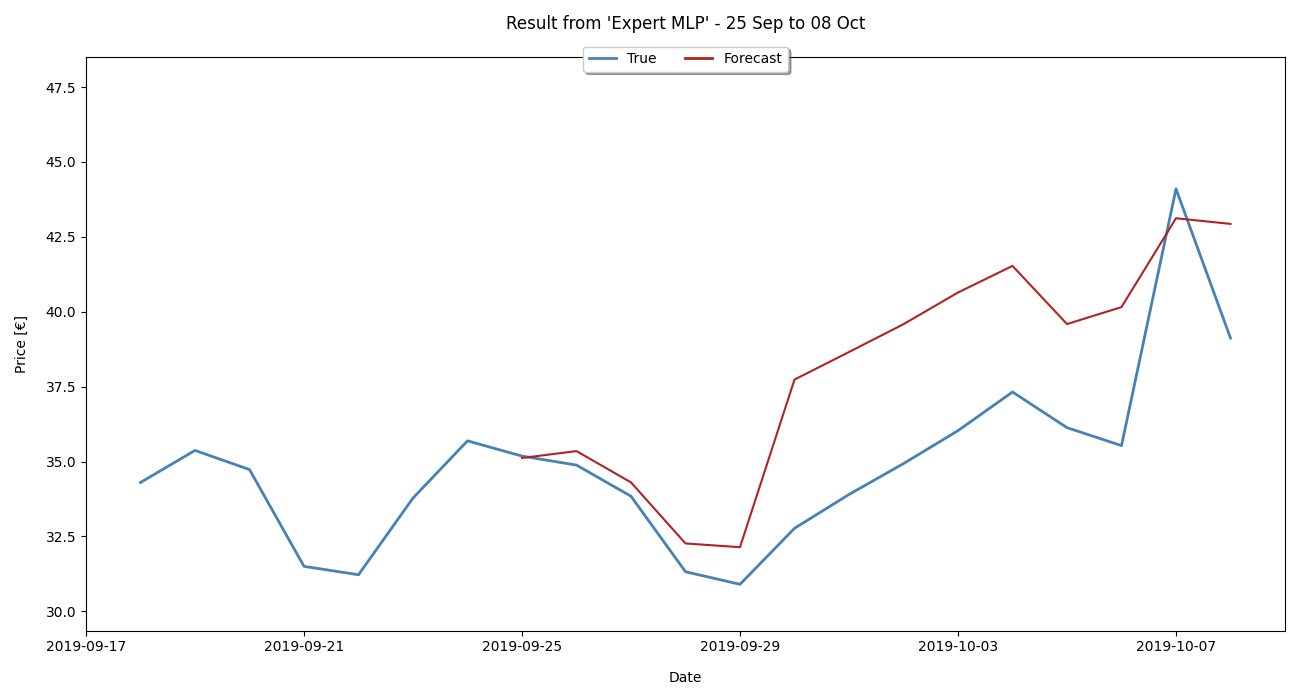 Result from 'Expert MLP' - 25 Sep to 08 Oct
True Forecast
47.5
45.0
42.5
40.0
37.5
35.0
32.5
30.0
Price [€]
2019-09-17 2019-09-21 2019-09-25 2019-09-29 2019-10-03 2019-10-07
Date